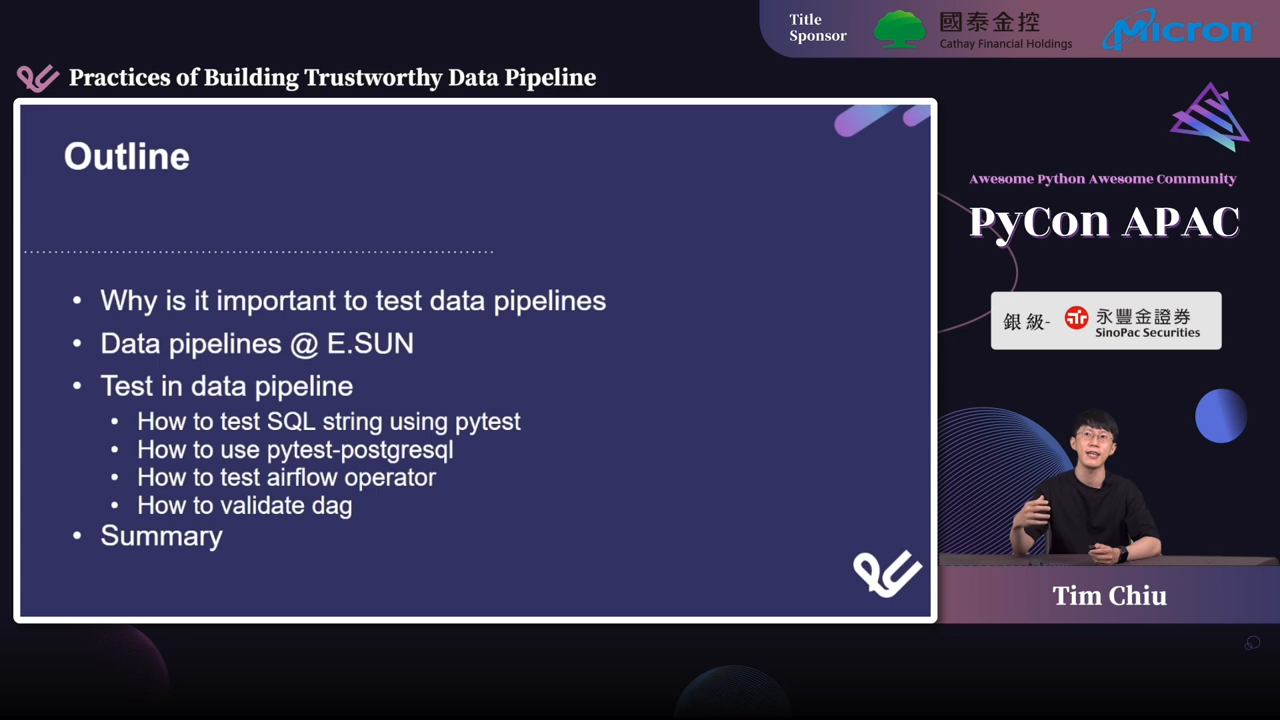 Title
Sponsor
國泰金控
Cathay Financial Holdings
Micron
Practices of Building Trustworthy Data Pipeline
Outline
• Why is it important to test data pipelines
• Data pipelines @ E.SUN
• Test in data pipeline
• How to test SQL string using pytest
• How to use pytest-postgresql
• How to test airflow operator
• How to validate dag
• Summary
Awesome Python Awesome Community
PyCon APAC
銀級-
永豐金證券
SinoPac Securities
Tim Chiu